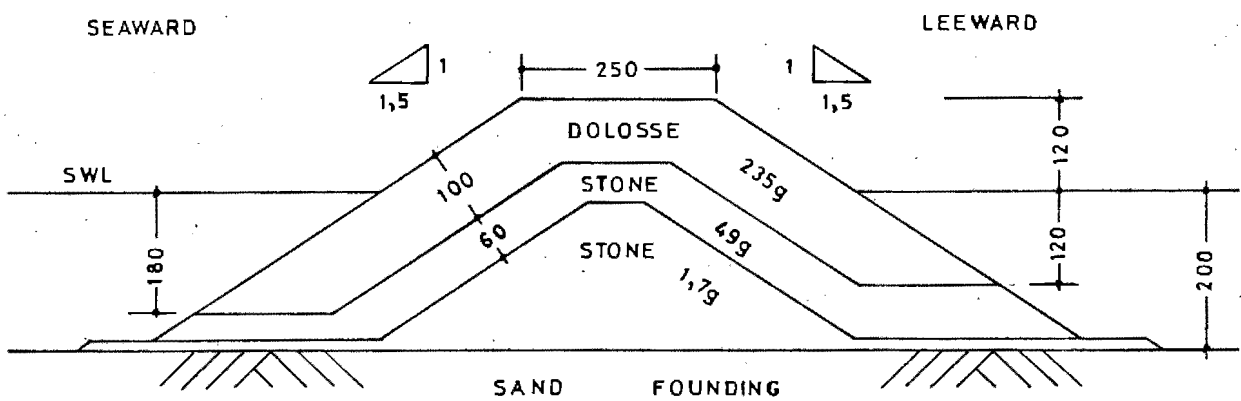 SEAWARD
LEEWARD
1
1,5
250
1
1,5
DOLOSSE
120
SWL
100
STONE
235g
180
60
STONE
49g
120
200
1,7g
SAND FOUNDING